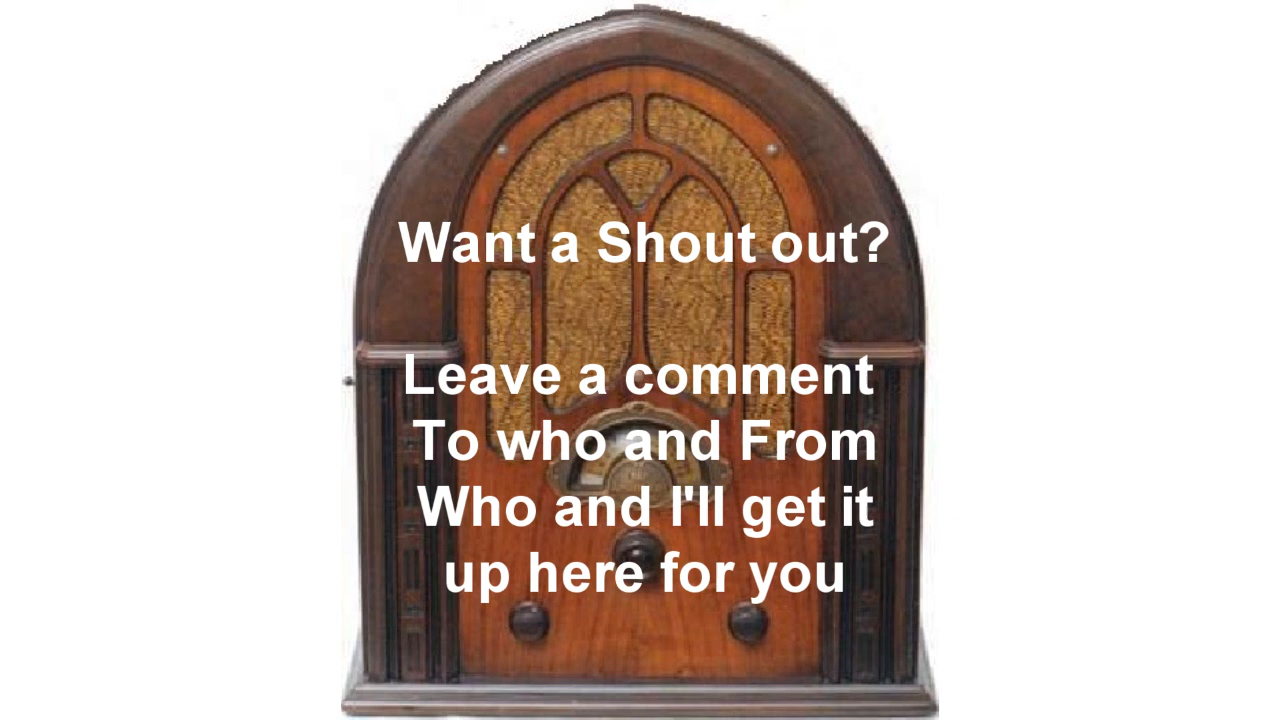 Want a Shout out?
Leave a comment
To who and From
Who and I'll get it
up here for you